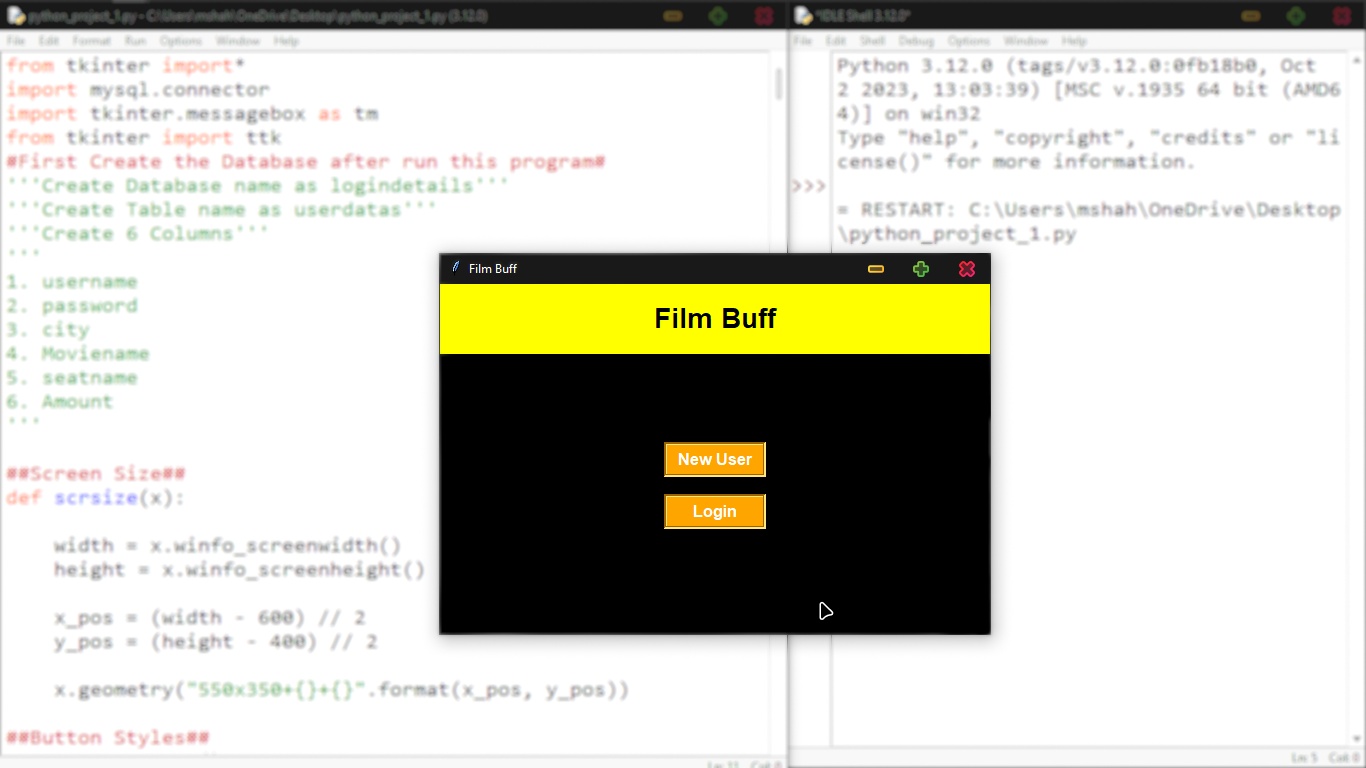 python_project_1.py - C:\Users\mshah\OneDrive\Desktop\python_project_1.py (3.12.0)
File Edit Format Run Options Window Help
from tkinter import*
import mysql.connector
import tkinter.messagebox as tm
from tkinter import ttk
#First Create the Database after run this program#
'''Create Database name as logindetails'''
'''Create Table name as userdatas'''
'''Create 6 Columns'''
'''
1. username
2. password
3. city
4. Moviename
5. seatname
6. Amount
'''
##Screen Size##
def scrsize(x):
width = x.winfo_screenwidth()
height = x.winfo_screenheight()
x_pos = (width - 600) // 2
y_pos = (height - 400) // 2
x.geometry("550x350+{}+{}".format(x_pos, y_pos))
##Button Styles##
Ln: 11 Col: 0
*IDLE Shell 3.12.0*
File Edit Shell Debug Options Window Help
Python 3.12.0 (tags/v3.12.0:0fb18b0, Oct
2 2023, 13:03:39) [MSC v.1935 64 bit (AMD6
4)] on win32
Type "help", "copyright", "credits" or "li
cense()" for more information.
>>>
= RESTART: C:\Users\mshah\OneDrive\Desktop
\python_project_1.py
Ln: 5 Col: 0
Film Buff
Film Buff
New User
Login